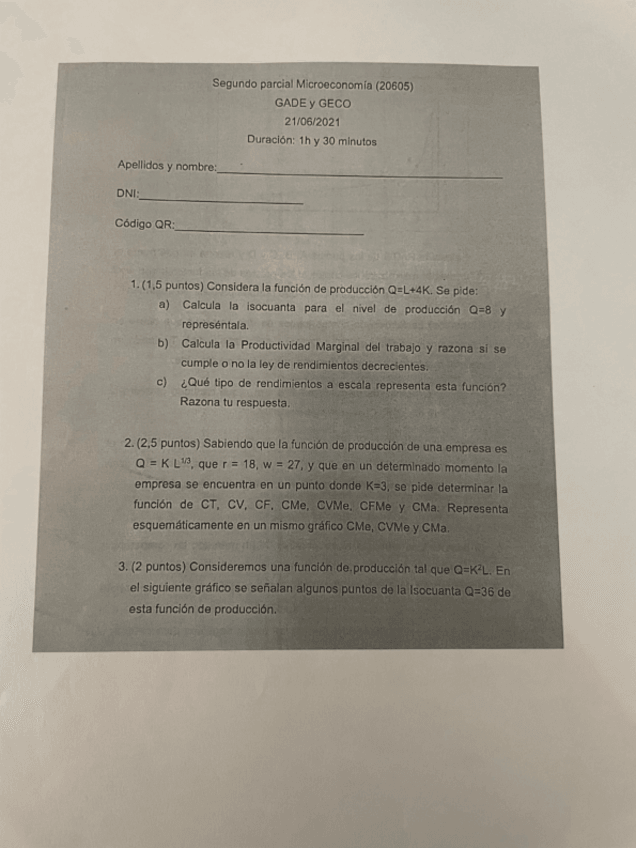 Segundo parcial Microeconomía (20605)
GADE y GECO
21/06/2021
Duración: 1h y 30 minutos
Apellidos y nombre:
DNI:
Código QR:
1. (1,5 puntos) Considera la función de producción Q=L+4K. Se pide:
a) Calcula la isocuanta para el nivel de producción Q=8 y
represéntala.
b) Calcula la Productividad Marginal del trabajo y razona si se
cumple o no la ley de rendimientos decrecientes.
c) ¿Qué tipo de rendimientos a escala representa esta función?
Razona tu respuesta.
2. (2,5 puntos) Sabiendo que la función de producción de una empresa es
Q = K L^1/3, que r = 18, w = 27, y que en un determinado momento la
empresa se encuentra en un punto donde K=3, se pide determinar la
función de CT, CV, CF, CMe, CVMe, CFMe y CMa. Representa
esquemáticamente en un mismo gráfico CMe, CVMe y CMa.
3. (2 puntos) Consideremos una función de producción tal que Q=K²L. En
el siguiente gráfico se señalan algunos puntos de la Isocuanta Q=36 de
esta función de producción.